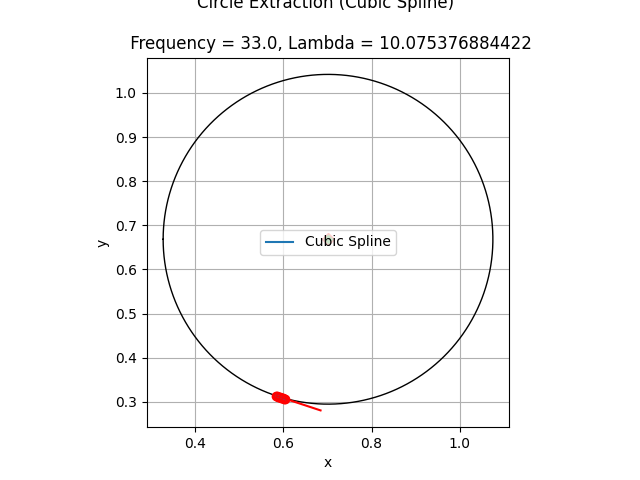 Circle Extraction (Cubic Spline)
Frequency = 33.0, Lambda = 10.075376884422
1.0
0.9
0.8
0.7
0.6
0.5
0.4
0.3
y
Cubic Spline
0.4 0.6 0.8 1.0
x